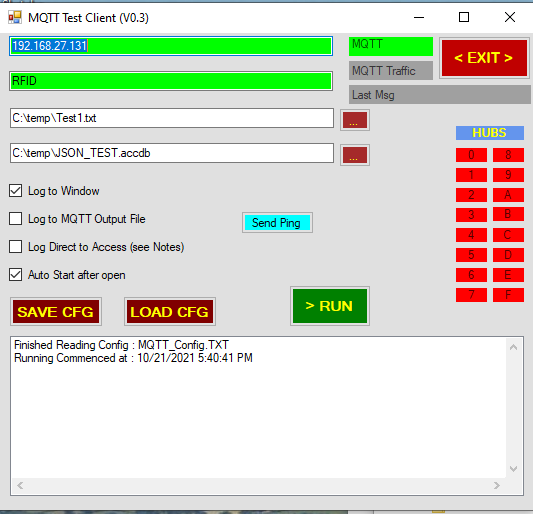 MQTT Test Client (V0.3)
192.168.27.131
MQTT
< EXIT >
MQTT Traffic
RFID
Last Msg
C:\temp\Test1.txt
...
HUBS
C:\temp\JSON_TEST.accdb
...
0 8
1 9
2 A
3 B
4 C
5 D
6 E
7 F
Log to Window
Log to MQTT Output File
Send Ping
Log Direct to Access (see Notes)
Auto Start after open
SAVE CFG
LOAD CFG
> RUN
Finished Reading Config : MQTT_Config.TXT
Running Commenced at : 10/21/2021 5:40:41 PM